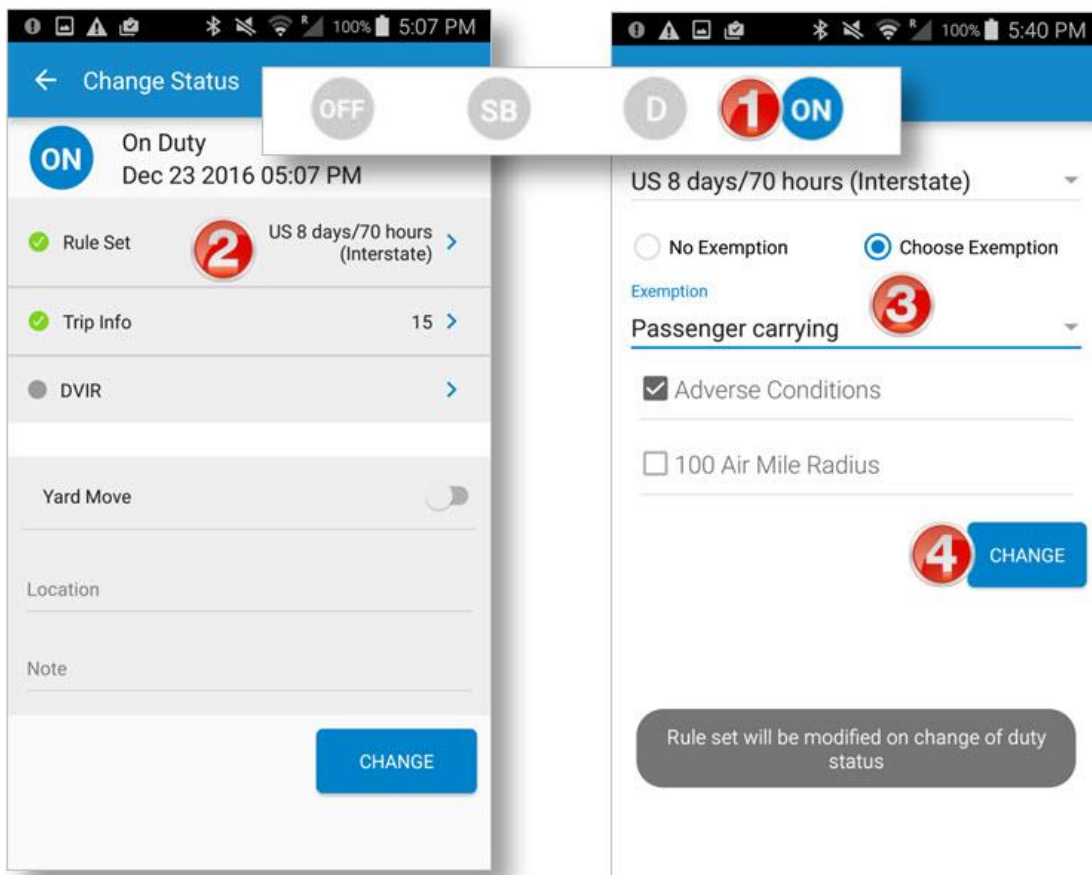 100% 5:07 PM
Change Status
OFF SB D 1 ON
ON
On Duty
Dec 23 2016 05:07 PM
Rule Set
2
US 8 days/70 hours
(Interstate)
Trip Info
15
DVIR
Yard Move
Location
Note
CHANGE
R 100% 5:40 PM
US 8 days/70 hours (Interstate)
No Exemption
Choose Exemption
Exemption
3
Passenger carrying
Adverse Conditions
100 Air Mile Radius
4
CHANGE
Rule set will be modified on change of duty
status